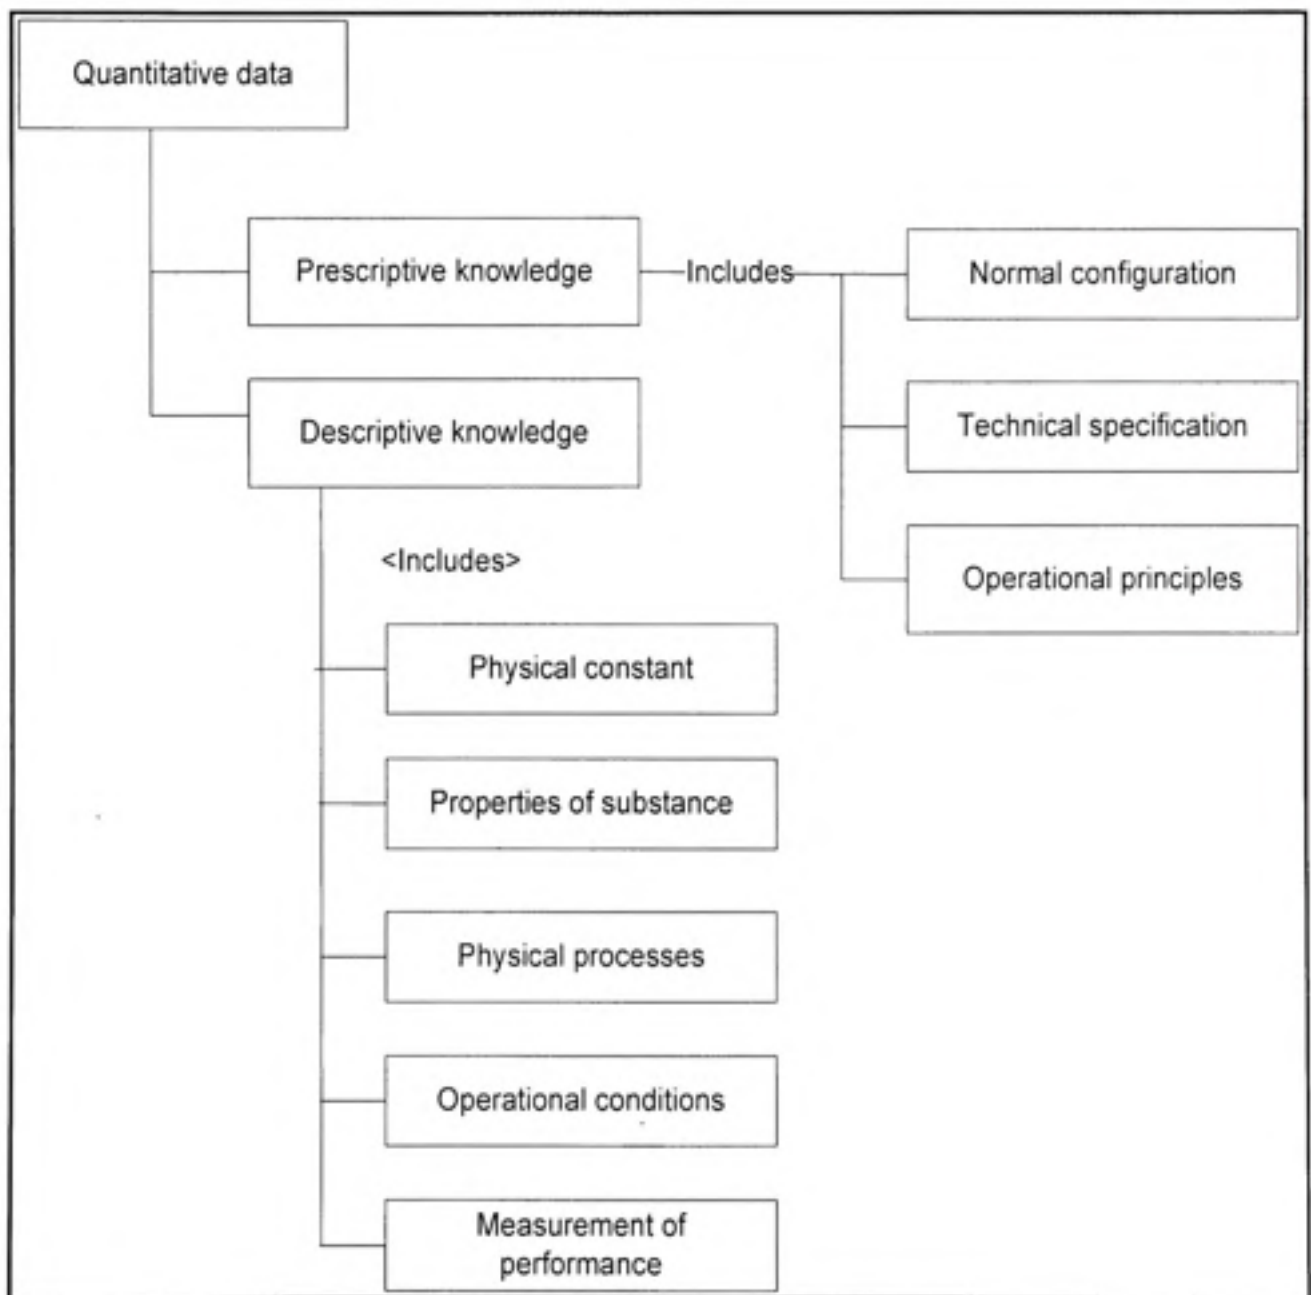 Quantitative data
Prescriptive knowledge
Includes
Normal configuration
Descriptive knowledge
Technical specification
Operational principles
<Includes>
Physical constant
Properties of substance
Physical processes
Operational conditions
Measurement of
performance